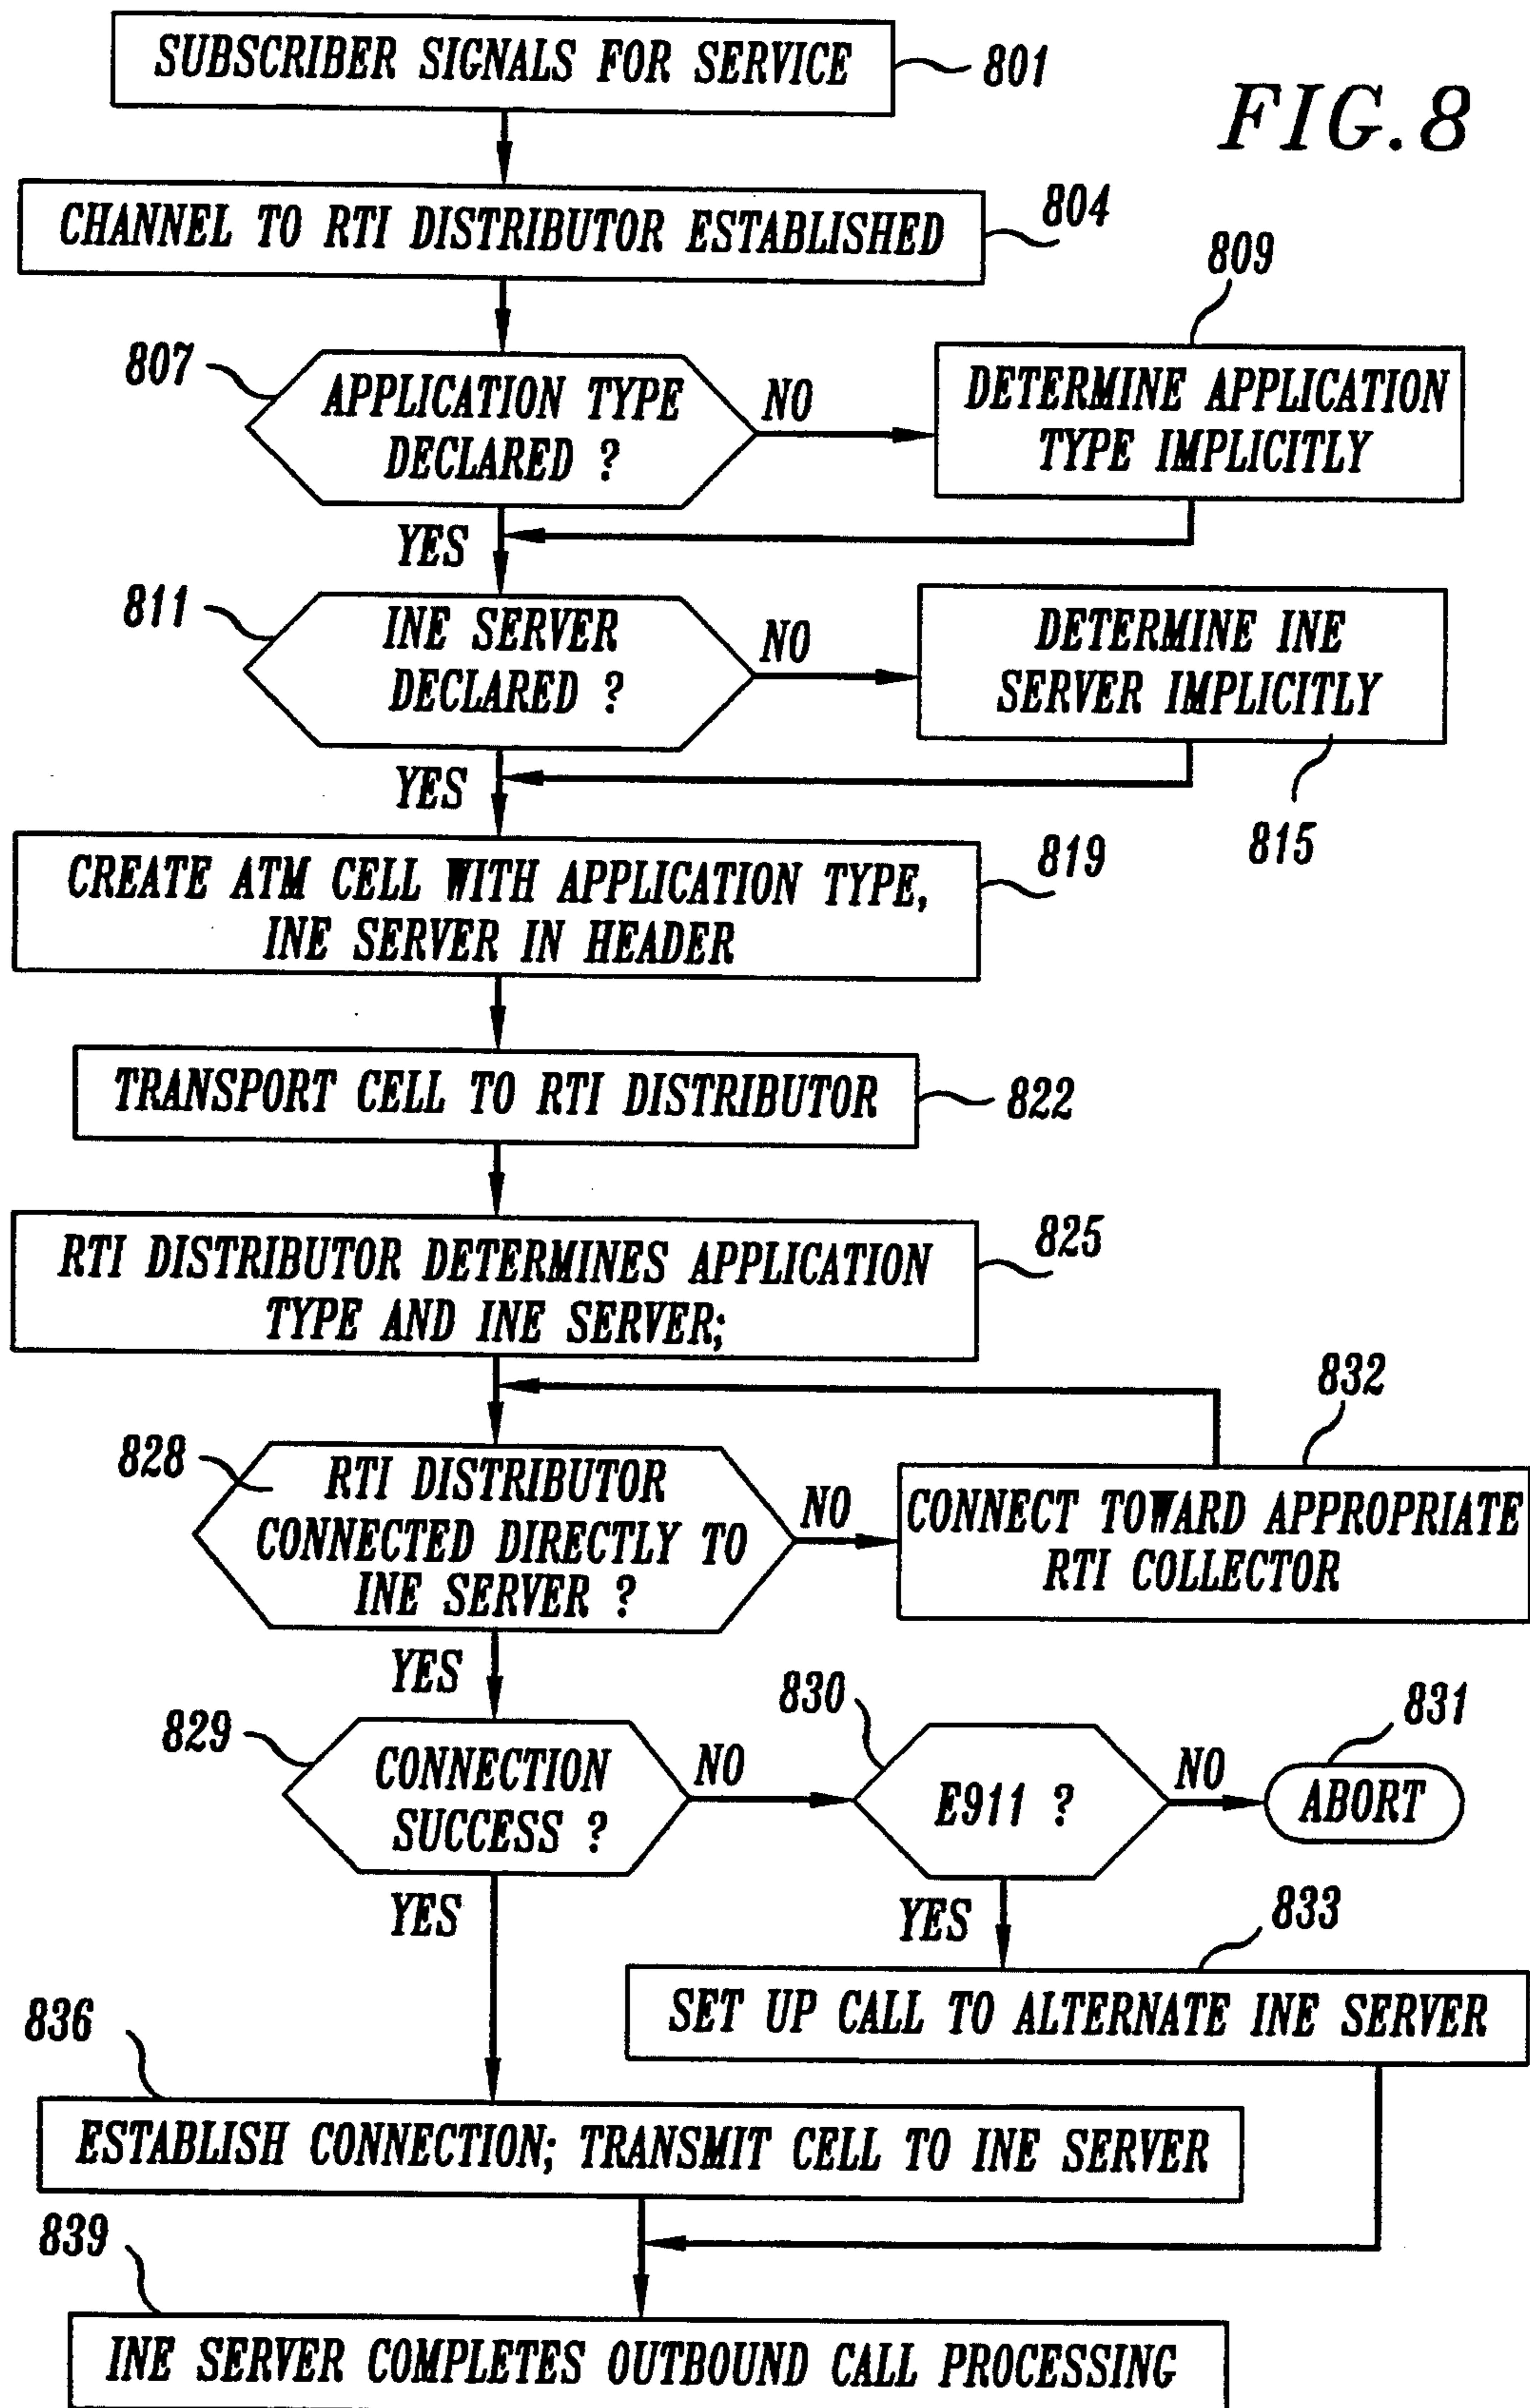 SUBSCRIBER SIGNALS FOR SERVICE
801
FIG. 8
CHANNEL TO RTI DISTRIBUTOR ESTABLISHED
804
809
807
APPLICATION TYPE
DECLARED ?
NO
DETERMINE APPLICATION
TYPE IMPLICITLY
YES
811
INE SERVER
DECLARED ?
NO
DETERMINE INE
SERVER IMPLICITLY
YES
815
CREATE ATM CELL WITH APPLICATION TYPE,
INE SERVER IN HEADER
819
TRANSPORT CELL TO RTI DISTRIBUTOR
822
RTI DISTRIBUTOR DETERMINES APPLICATION
TYPE AND INE SERVER;
825
832
828
RTI DISTRIBUTOR
CONNECTED DIRECTLY TO
INE SERVER ?
NO
CONNECT TOWARD APPROPRIATE
RTI COLLECTOR
YES
829
CONNECTION
SUCCESS ?
NO
830
E911 ?
NO
831
ABORT
YES
YES
833
SET UP CALL TO ALTERNATE INE SERVER
836
ESTABLISH CONNECTION; TRANSMIT CELL TO INE SERVER
839
INE SERVER COMPLETES OUTBOUND CALL PROCESSING